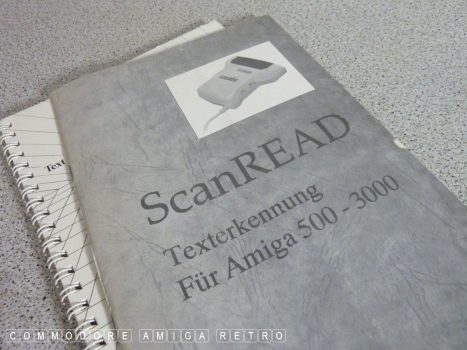 ScanREAD
Texterkennung
Für Amiga 500 - 3000
Text
COMMODORE AMIGA RETRO